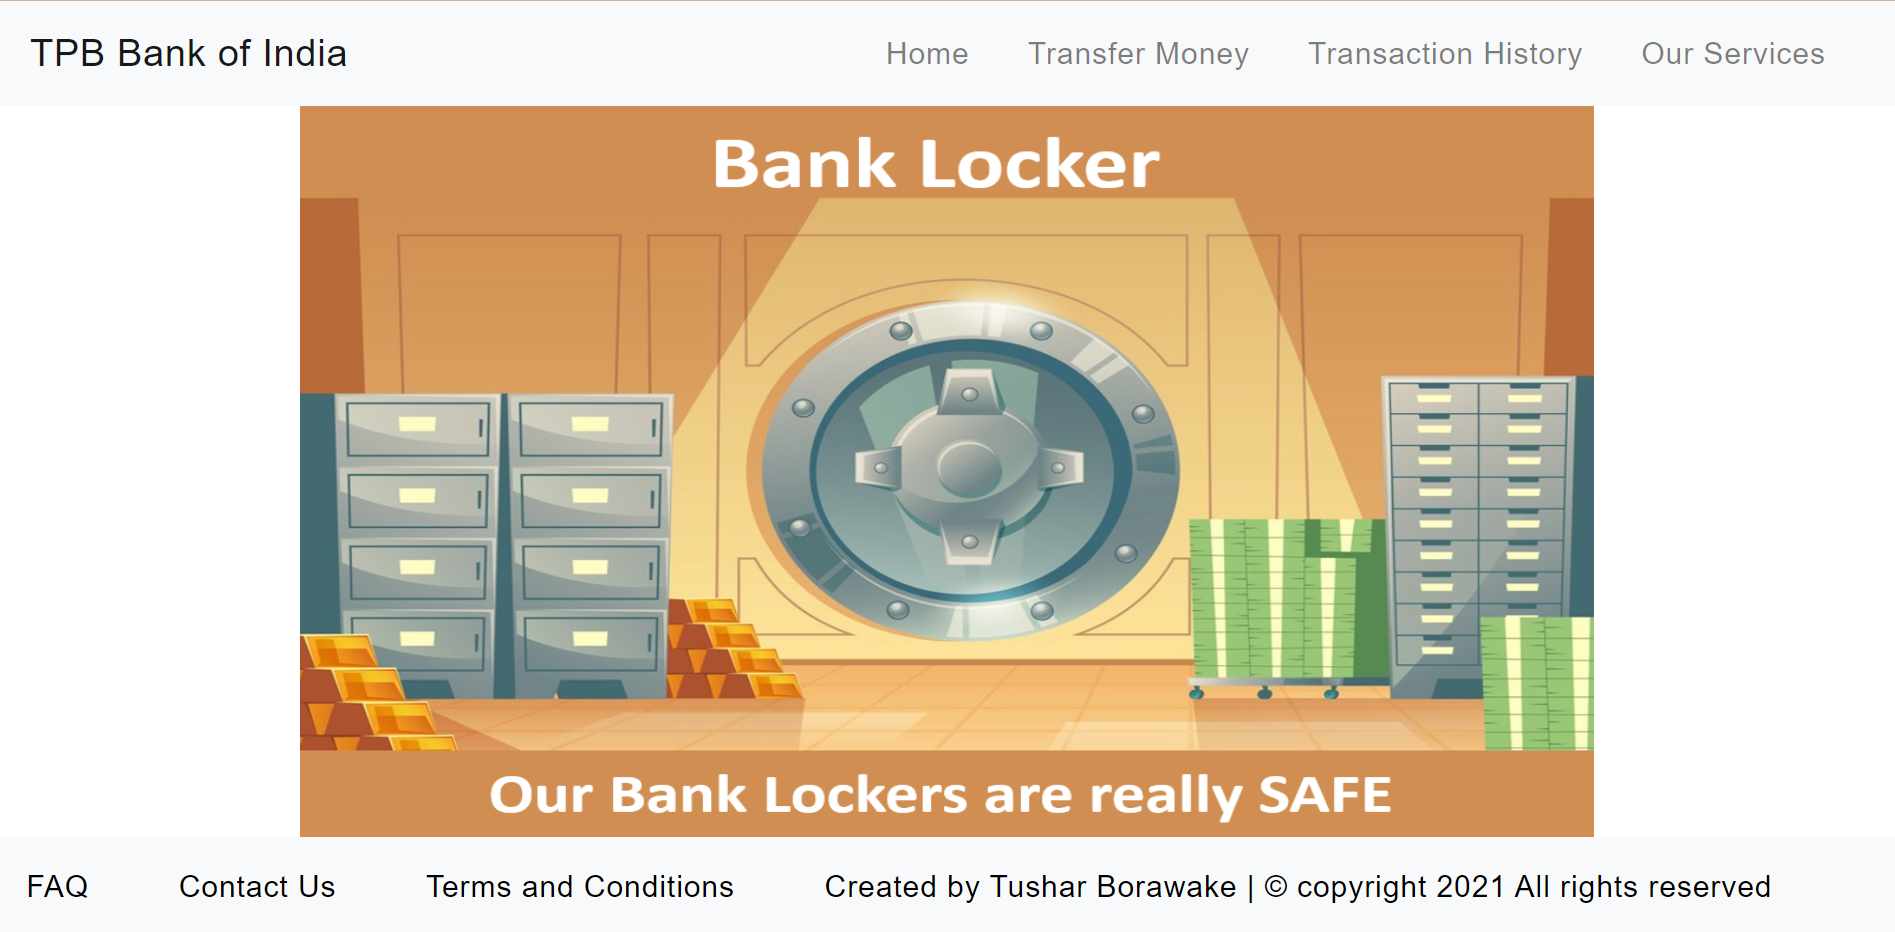 TPB Bank of India Home Transfer Money Transaction History Our Services
Bank Locker
Our Bank Lockers are really SAFE
FAQ Contact Us Terms and Conditions Created by Tushar Borawake | © copyright 2021 All rights reserved